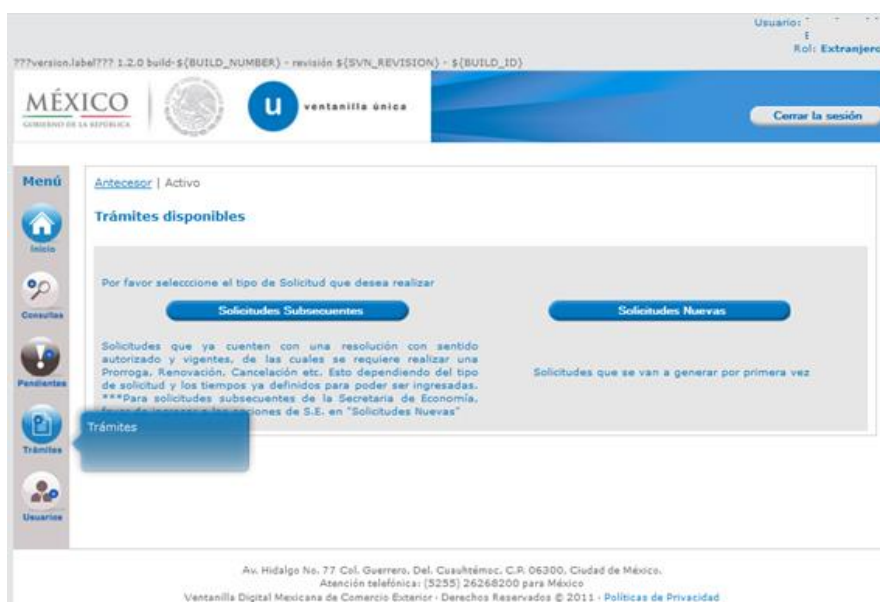 Usuario:
Rol: Extranjero
???version.label??? 1.2.0 build-${BUILD_NUMBER} - revisión ${SVN_REVISION} - ${BUILD_ID}
MÉXICO
GOBIERNO DE LA REPÚBLICA
u ventanilla única
Cerrar la sesión
Menú
Antecesor | Activo
Trámites disponibles
Inicio
Por favor selecccione el tipo de Solicitud que desea realizar
Consultas
Solicitudes Subsecuentes
Solicitudes Nuevas
Solicitudes que ya cuenten con una resolución con sentido
autorizado y vigentes, de las cuales se requiere realizar una
Prorroga, Renovación, Cancelación etc. Esto dependiendo del tipo
de solicitud y los tiempos ya definidos para poder ser ingresadas.
***Para solicitudes subsecuentes de la Secretaria de Economía,
opciones de S.E. en "Solicitudes Nuevas"
Solicitudes que se van a generar por primera vez
Pendientes
Trámites
Trámites
Usuarios
Av. Hidalgo No. 77 Col. Guerrero, Del. Cuauhtémoc, C.P. 06300, Ciudad de México.
Atención telefónica: (5255) 26268200 para México
Ventanilla Digital Mexicana de Comercio Exterior - Derechos Reservados © 2011 - Políticas de Privacidad